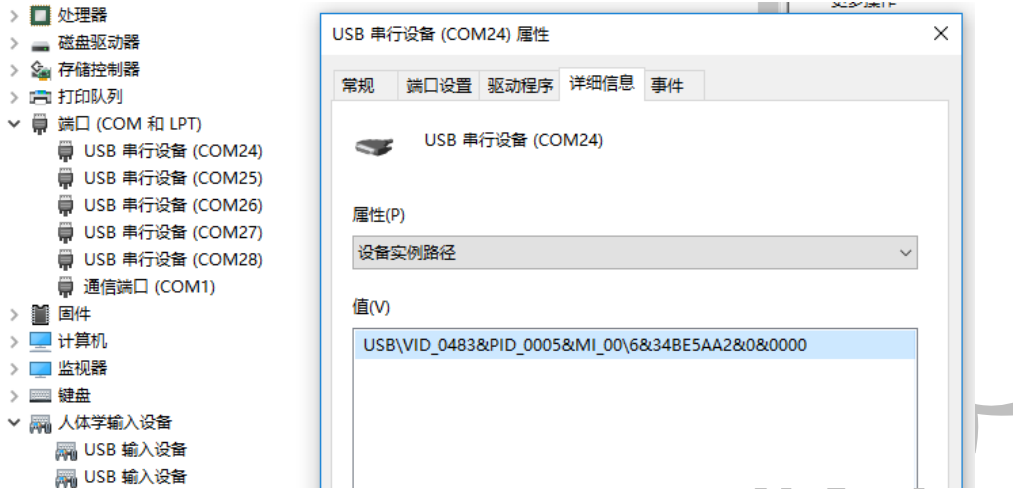 处理器
磁盘驱动器
存储控制器
打印队列
端口 (COM 和 LPT)
USB 串行设备 (COM24)
USB 串行设备 (COM25)
USB 串行设备 (COM26)
USB 串行设备 (COM27)
USB 串行设备 (COM28)
通信端口 (COM1)
固件
计算机
监视器
键盘
人体学输入设备
USB 输入设备
USB 输入设备
更多操作
USB 串行设备 (COM24) 属性
常规 端口设置 驱动程序 详细信息 事件
USB 串行设备 (COM24)
属性(P)
设备实例路径
值(V)
USB\VID_0483&PID_0005&MI_00\6&34BE5AA2&0&0000